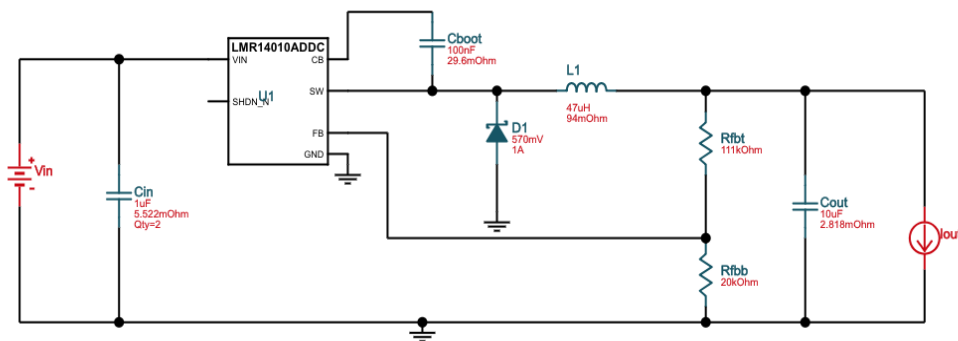 LMR14010ADDC
VIN
CB
SHDN_N
U1
SW
FB
GND
Cboot
100nF
29.6mOhm
L1
47uH
94mOhm
D1
570mV
1A
Rfbt
111kOhm
+
Vin
-
Cin
1uF
5.522mOhm
Qty=2
Cout
10uF
2.818mOhm
Iout
Rfbb
20kOhm